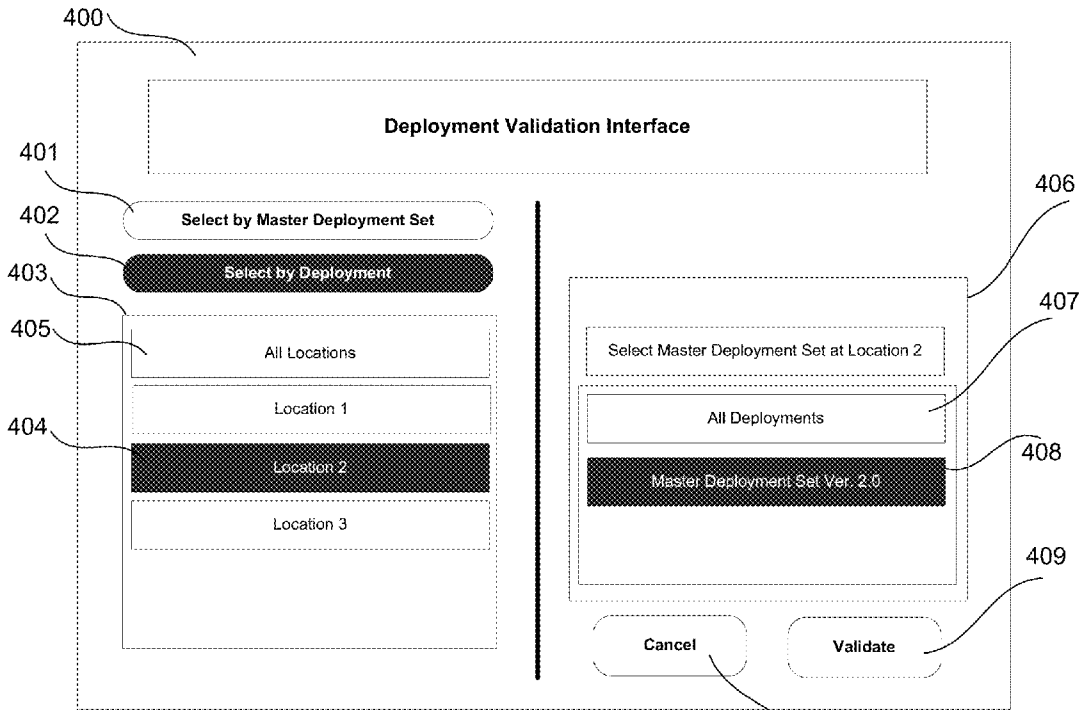 400
Deployment Validation Interface
401
Select by Master Deployment Set
402
Select by Deployment
403
405
All Locations
Location 1
404
Location 2
Location 3
406
407
Select Master Deployment Set at Location 2
All Deployments
408
Master Deployment Set Ver. 2.0
409
Cancel
Validate